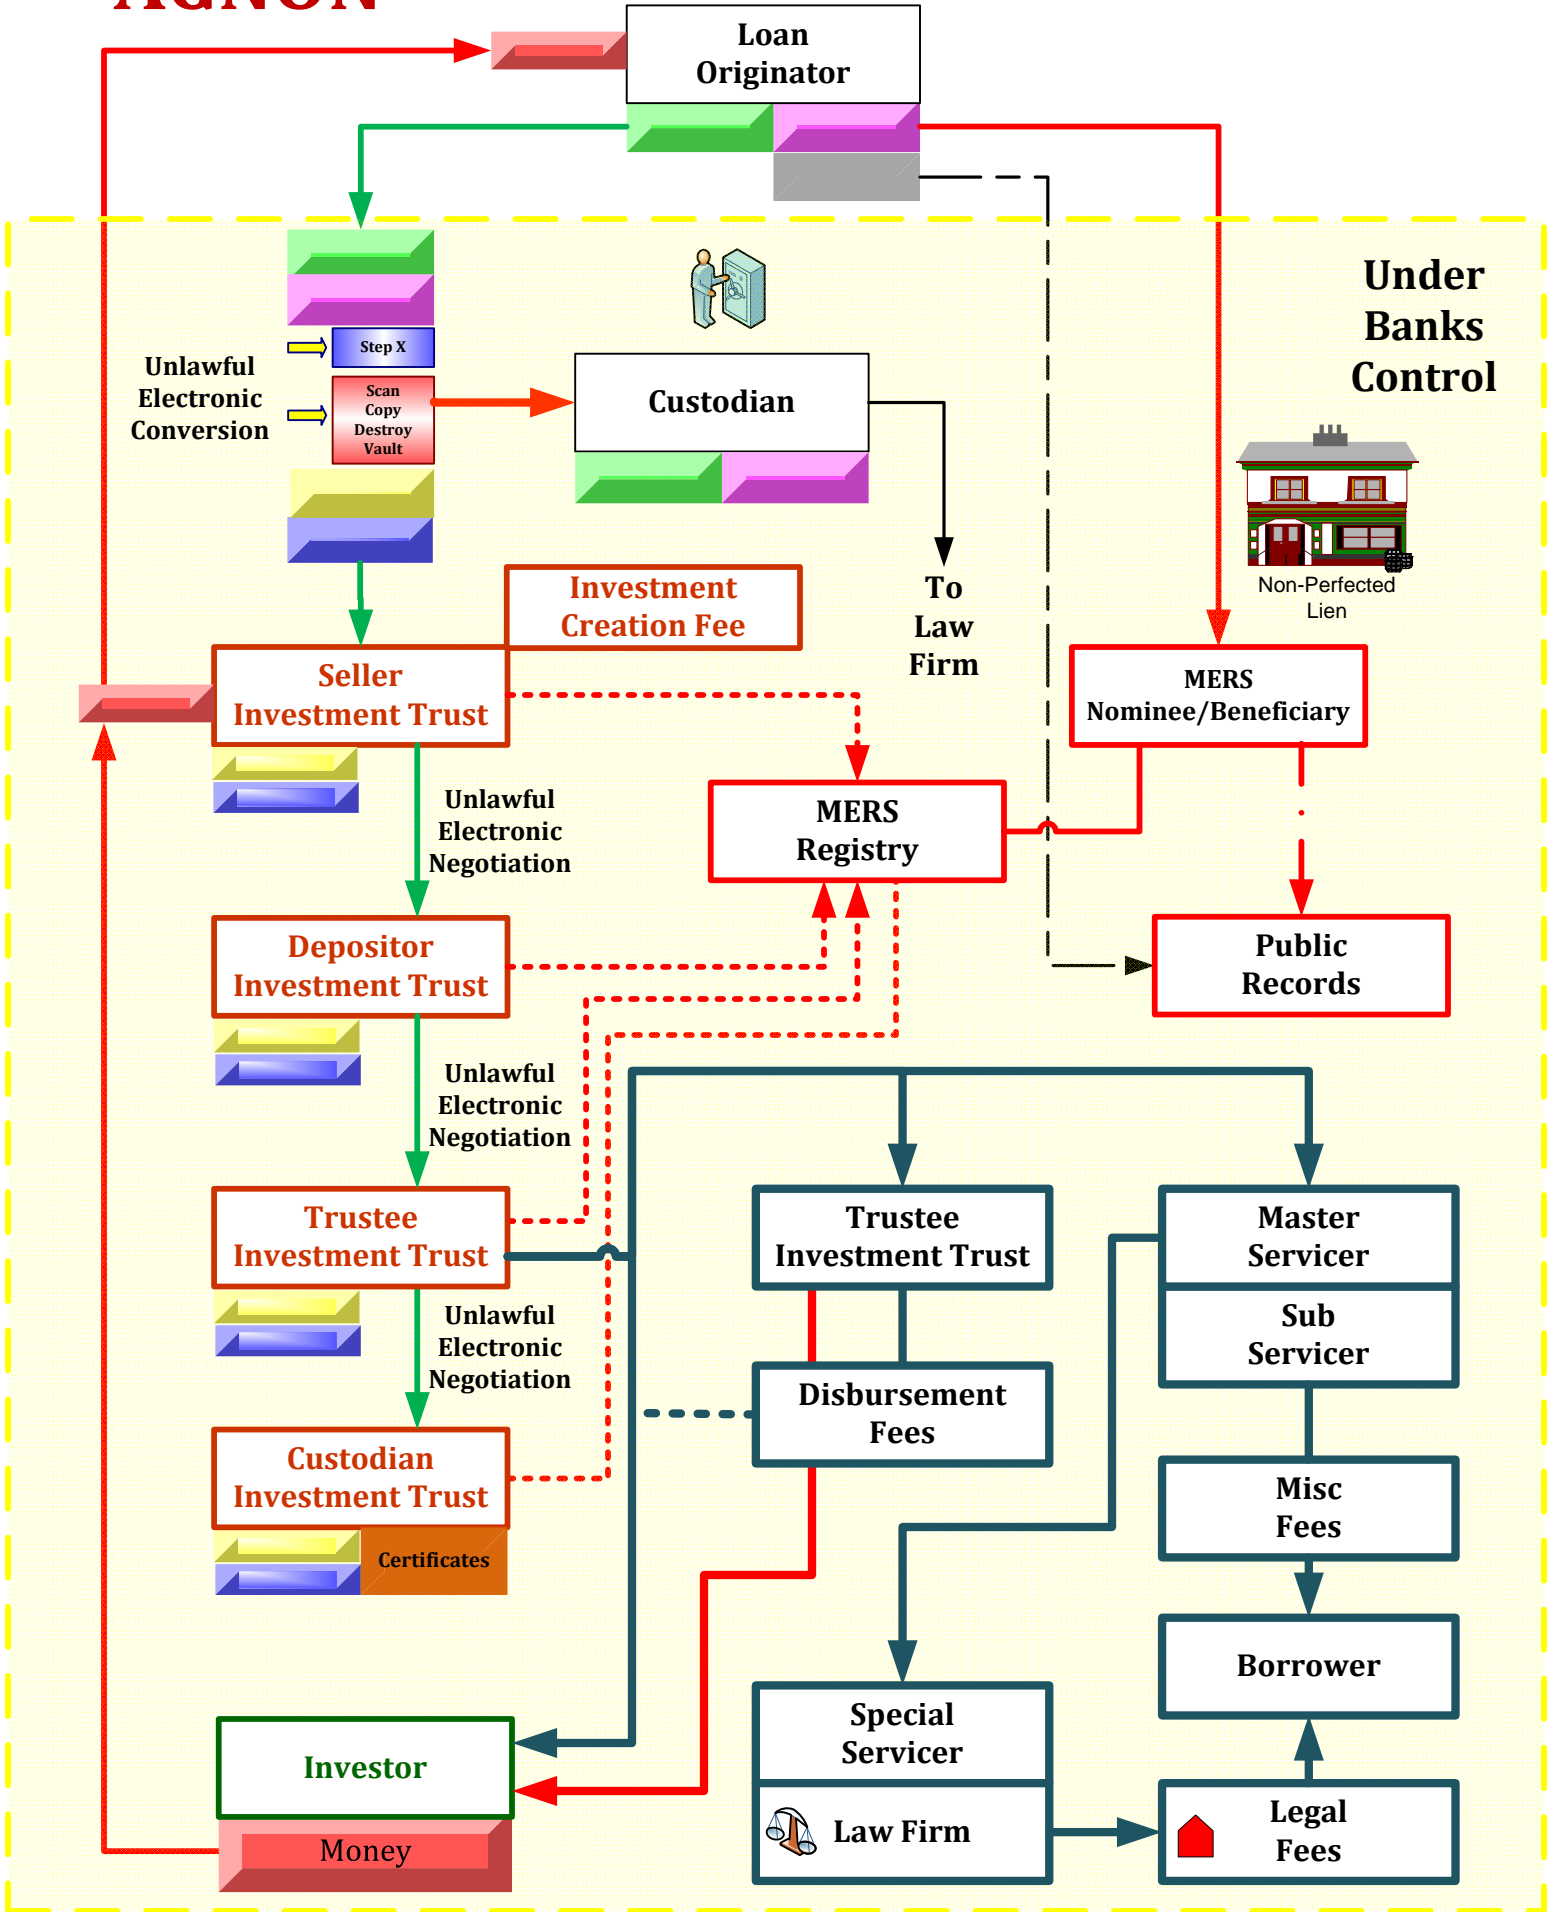 AGNON
Loan
Originator
Under
Banks
Control
Step X
Unlawful
Electronic
Conversion
Scan
Copy
Destroy
Vault
Custodian
Non-Perfected
Lien
Investment
Creation Fee
To
Law
Firm
Seller
Investment Trust
MERS
Nominee/Beneficiary
Unlawful
Electronic
Negotiation
MERS
Registry
Depositor
Investment Trust
Public
Records
Unlawful
Electronic
Negotiation
Trustee
Investment Trust
Trustee
Investment Trust
Master
Servicer
Sub
Servicer
Unlawful
Electronic
Negotiation
Disbursement
Fees
Custodian
Investment Trust
Misc
Fees
Certificates
Borrower
Special
Servicer
Investor
Law Firm
Legal
Fees
Money